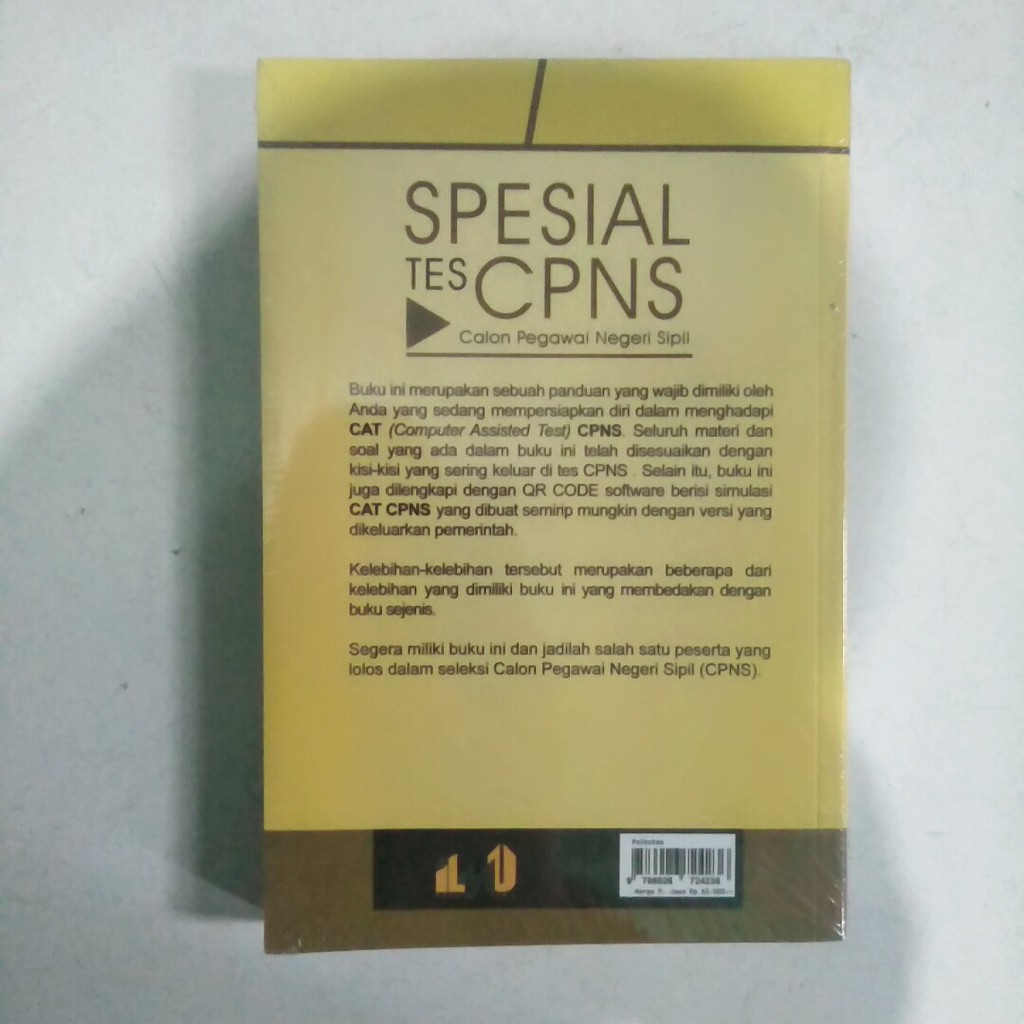 SPESIAL
TES CPNS
Calon Pegawai Negeri Sipil
Buku ini merupakan sebuah panduan yang wajib dimiliki oleh
Anda yang sedang mempersiapkan diri dalam menghadapi
CAT (Computer Assisted Test) CPNS. Seluruh materi dan
soal yang ada dalam buku ini telah disesuaikan dengan
kisi-kisi yang sering keluar di tes CPNS . Selain itu, buku ini
juga dilengkapi dengan QR CODE software berisi simulasi
CAT CPNS yang dibuat semirip mungkin dengan versi yang
dikeluarkan pemerintah.
Kelebihan-kelebihan tersebut merupakan beberapa dari
kelebihan yang dimiliki buku ini yang membedakan dengan
buku sejenis.
Segera miliki buku ini dan jadilah salah satu peserta yang
lolos dalam seleksi Calon Pegawai Negeri Sipil (CPNS).
Harga P. Jawa Rp